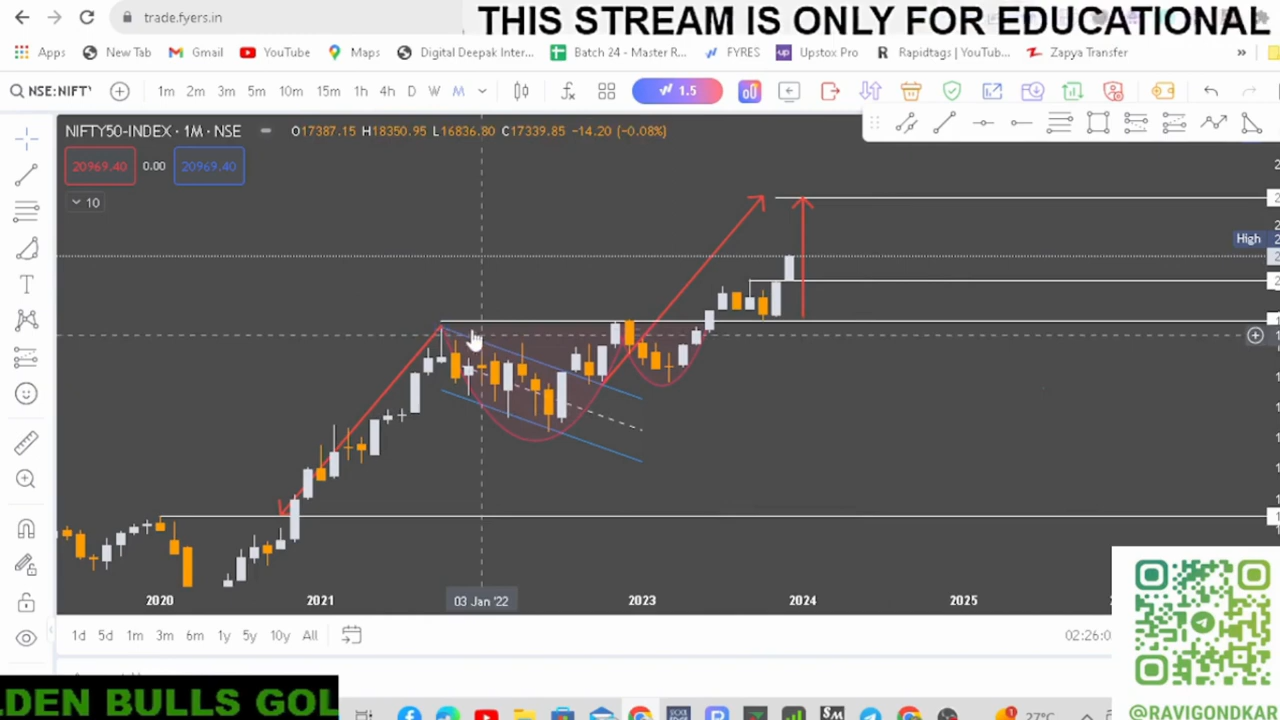 THIS STREAM IS ONLY FOR EDUCATIONAL
trade.fyers.in
Apps New Tab Gmail YouTube Maps Digital Deepak Inter... Batch 24 - Master R... FYRES Upstox Pro Rapidtags | YouTub... Zapya Transfer »
NSE:NIFTY 1m 2m 3m 5m 10m 15m 1h 4h D W M 1.5
NIFTY50-INDEX · 1M · NSE O17387.15 H18350.95 L16836.80 C17339.85 -14.20 (-0.08%)
20969.40 0.00 20969.40
10
High
2020 2021 03 Jan '22 2023 2024 2025
1d 5d 1m 3m 6m 1y 5y 10y All 02:26:0
LDEN BULLS GOL
27°C
@RAVIGONDKAR